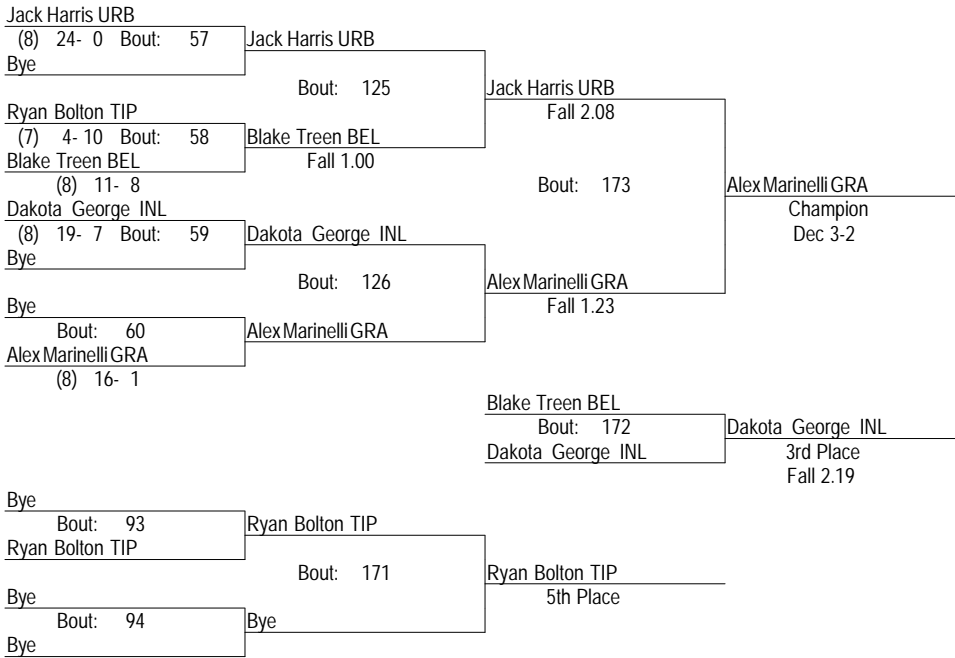 Jack Harris URB
(8) 24- 0 Bout: 57
Jack Harris URB
Bye
Bout: 125
Jack Harris URB
Ryan Bolton TIP
Fall 2.08
(7) 4- 10 Bout: 58
Blake Treen BEL
Blake Treen BEL
Fall 1.00
(8) 11- 8
Bout: 173
Alex Marinelli GRA
Dakota George INL
Champion
(8) 19- 7 Bout: 59
Dakota George INL
Dec 3-2
Bye
Bout: 126
Alex Marinelli GRA
Bye
Fall 1.23
Bout: 60
Alex Marinelli GRA
Alex Marinelli GRA
(8) 16- 1
Blake Treen BEL
Bout: 172
Dakota George INL
Dakota George INL
3rd Place
Fall 2.19
Bye
Bout: 93
Ryan Bolton TIP
Ryan Bolton TIP
Bout: 171
Ryan Bolton TIP
Bye
5th Place
Bout: 94
Bye
Bye